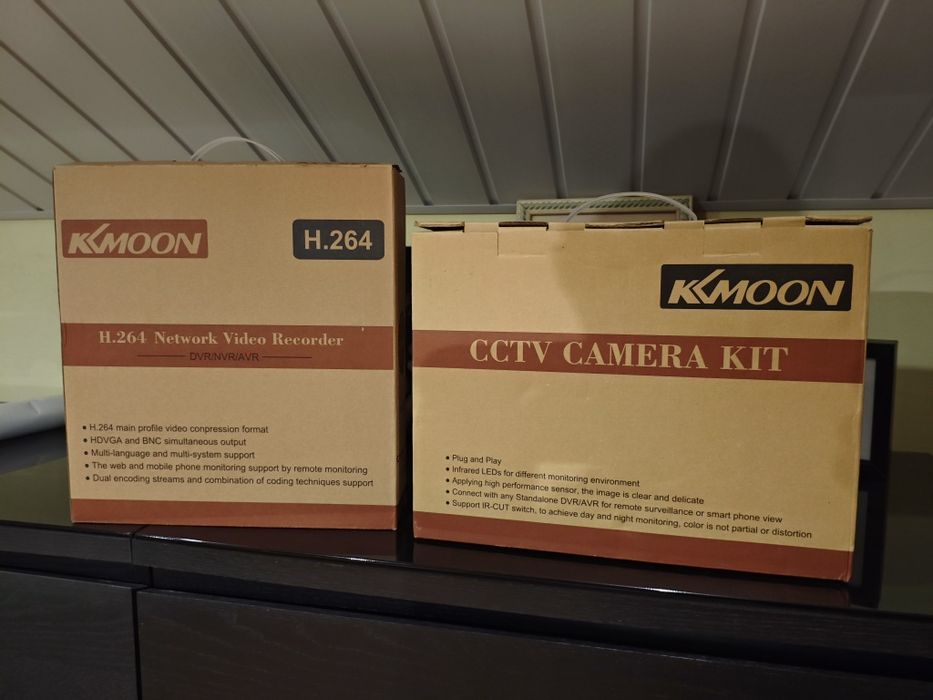 KKMOON
H.264
H.264 Network Video Recorder
DVR/NVR/AVR
• H.264 main profile video conpression format
• HDVGA and BNC simultaneous output
• Multi-language and multi-system support
• The web and mobile phone monitoring support by remote monitoring
• Dual encoding streams and combination of coding techniques support
KKMOON
CCTV CAMERA KIT
• Plug and Play
• Infrared LEDs for different monitoring environment
• Applying high performance sensor, the image is clear and delicate
• Connect with any Standalone DVR/AVR for remote surveillance or smart phone view
• Support IR-CUT switch, to achieve day and night monitoring, color is not partial or distortion